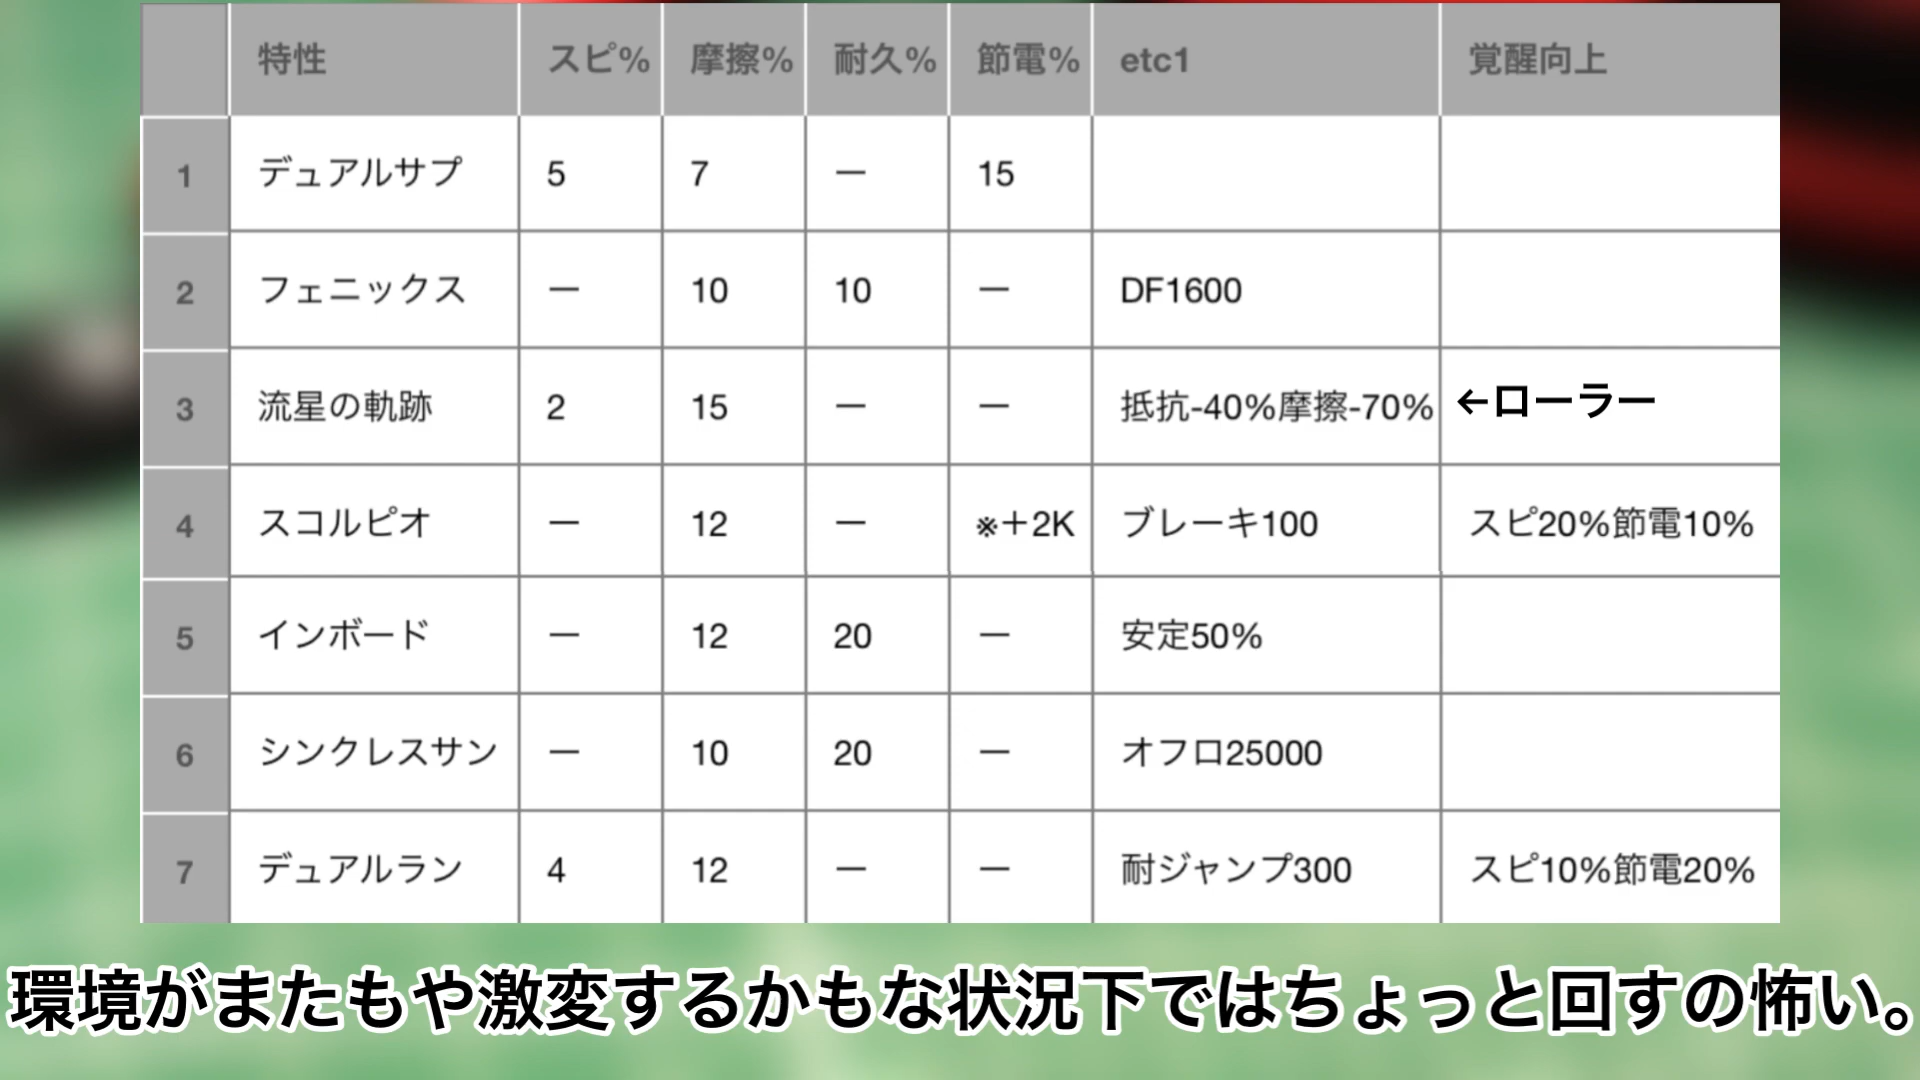 特性 スピ% 摩擦% 耐久% 節電% etc1 覚醒向上
1 デュアルサプ 5 7 ー 15
2 フェニックス ー 10 10 ー DF1600
3 流星の軌跡 2 15 ー ー 抵抗-40%摩擦-70% ←ローラー
4 スコルピオ ー 12 ー ※＋2K ブレーキ100 スピ20%節電10%
5 インボード ー 12 20 ー 安定50%
6 シンクレスサン ー 10 20 ー オフロ25000
7 デュアルラン 4 12 ー ー 耐ジャンプ300 スピ10%節電20%
環境がまたもや激変するかもな状況下ではちょっと回すの怖い。